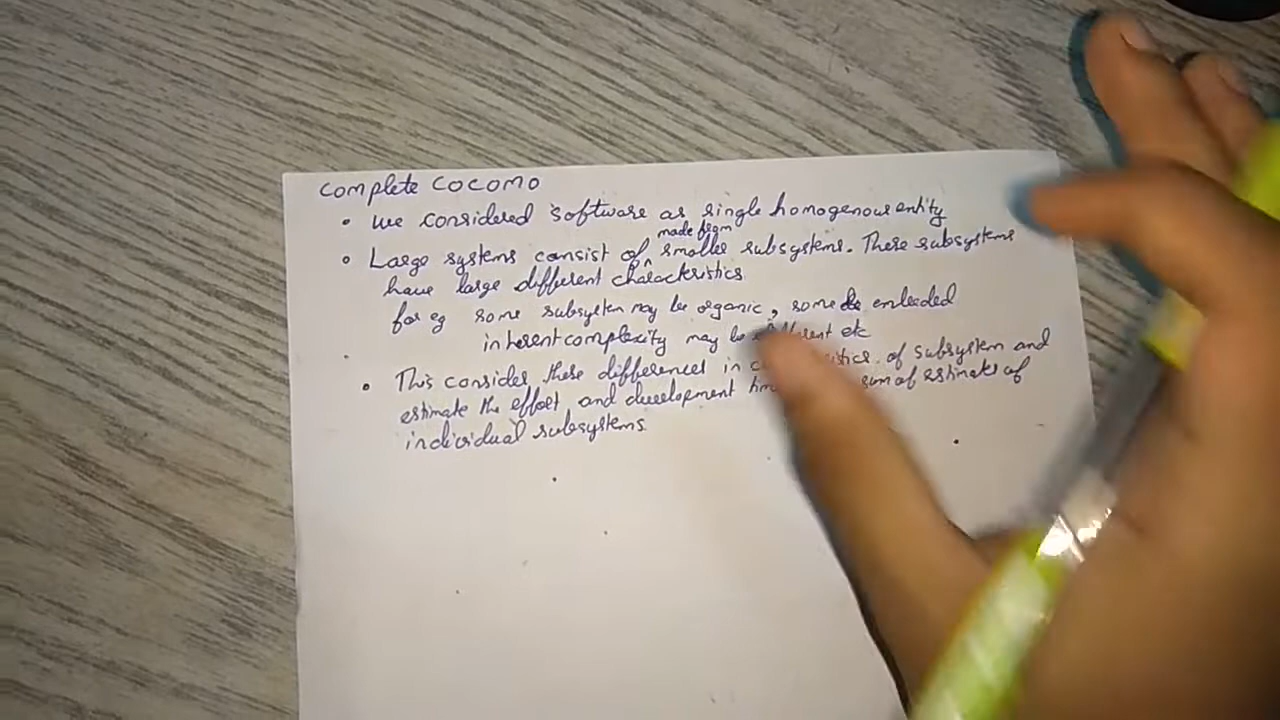 Complete COCOMO
• We considered software as single homogenous entity
made from
• Large systems consist of smaller subsystems. These subsystems
have large different characteristics
for eg some subsystem may be organic, some be embeded
inherent complexity may be etc
• This consider these differences in of subsystem and
estimate the effort and development sum of estimates of
individual subsystems